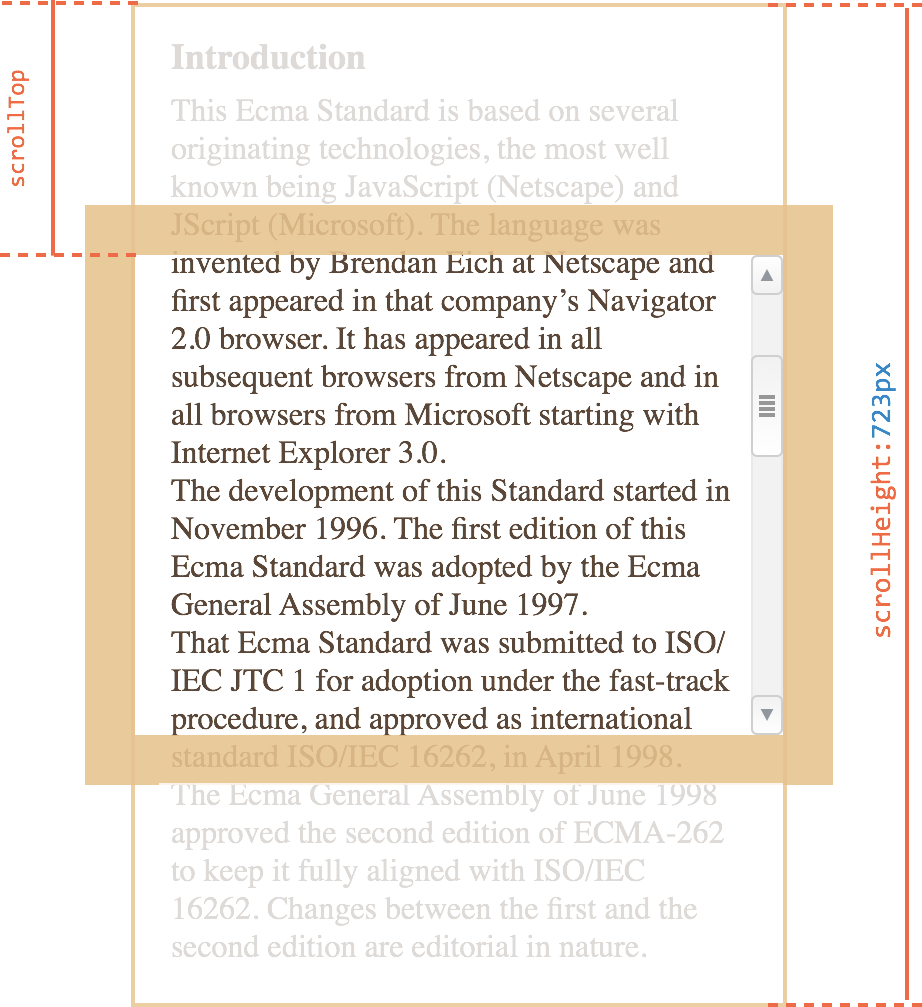 scrollTop
Introduction
This Ecma Standard is based on several
originating technologies, the most well
known being JavaScript (Netscape) and
JScript (Microsoft). The language was
invented by Brendan Eich at Netscape and
first appeared in that company’s Navigator
2.0 browser. It has appeared in all
subsequent browsers from Netscape and in
all browsers from Microsoft starting with
Internet Explorer 3.0.
The development of this Standard started in
November 1996. The first edition of this
Ecma Standard was adopted by the Ecma
General Assembly of June 1997.
That Ecma Standard was submitted to ISO/
IEC JTC 1 for adoption under the fast-track
procedure, and approved as international
standard ISO/IEC 16262, in April 1998.
The Ecma General Assembly of June 1998
approved the second edition of ECMA-262
to keep it fully aligned with ISO/IEC
16262. Changes between the first and the
second edition are editorial in nature.
scrollHeight:723px